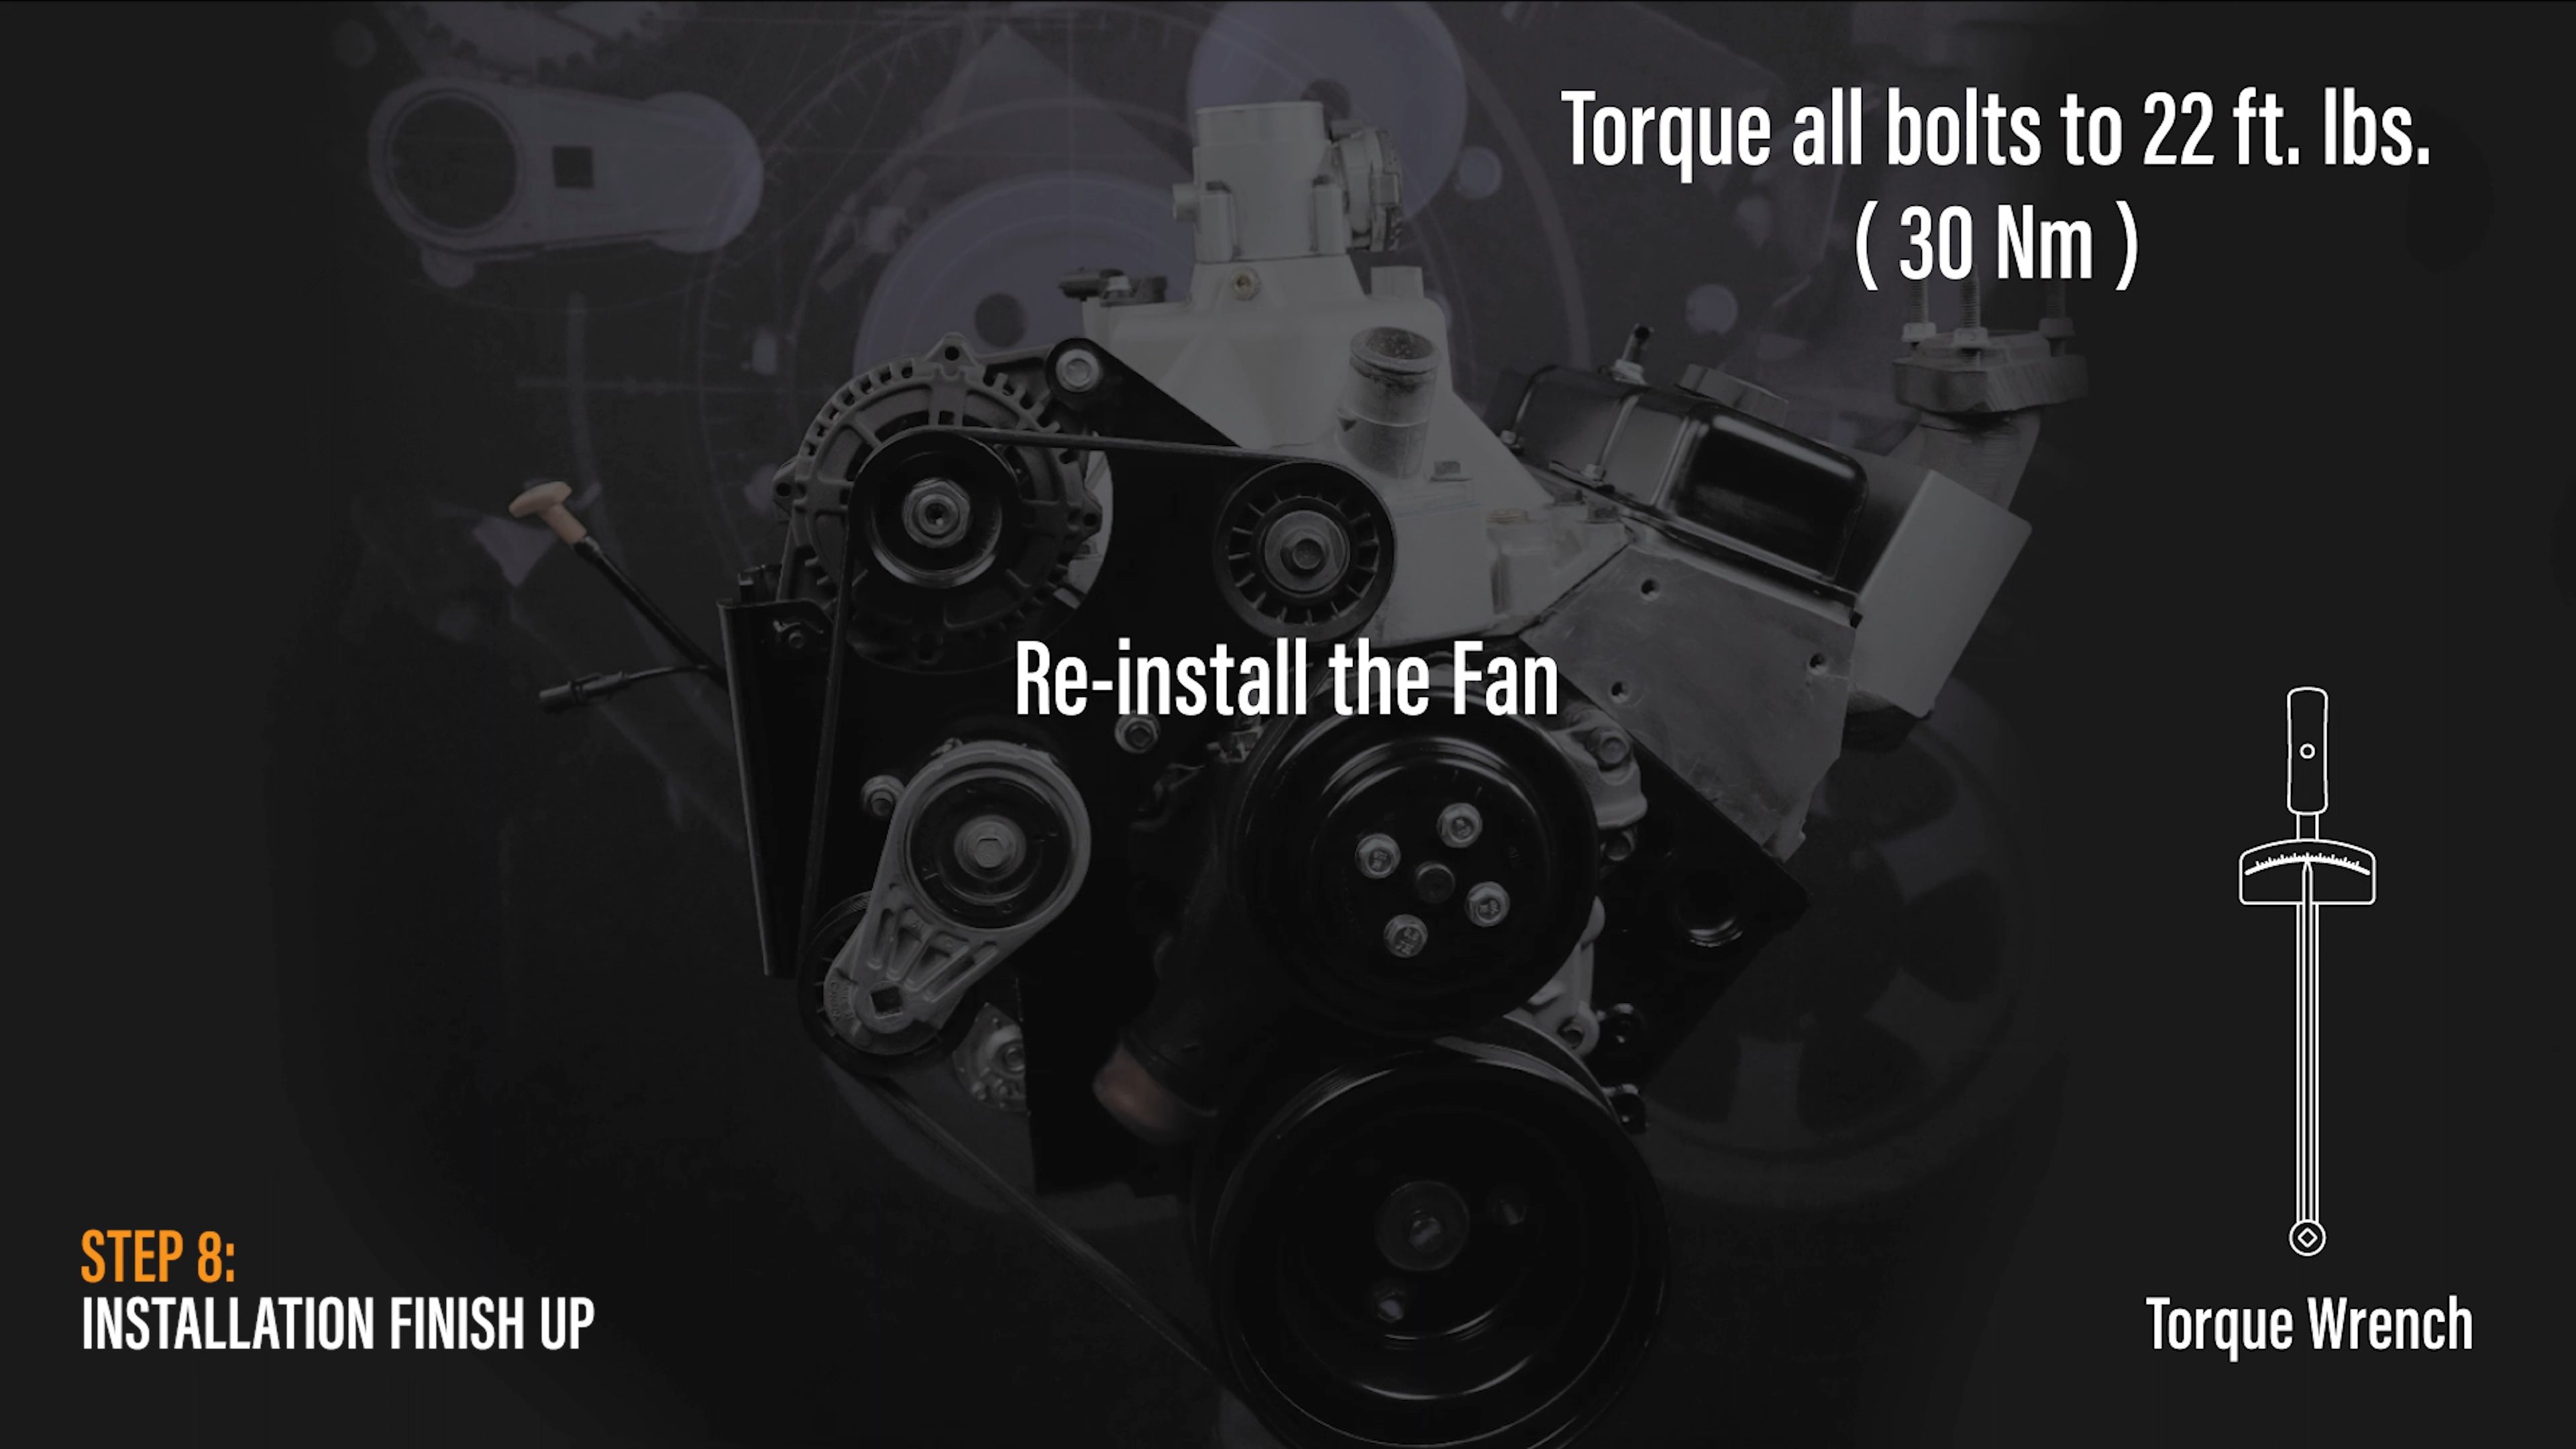 Torque all bolts to 22 ft. lbs.
( 30 Nm )
Re-install the Fan
STEP 8:
INSTALLATION FINISH UP
Torque Wrench